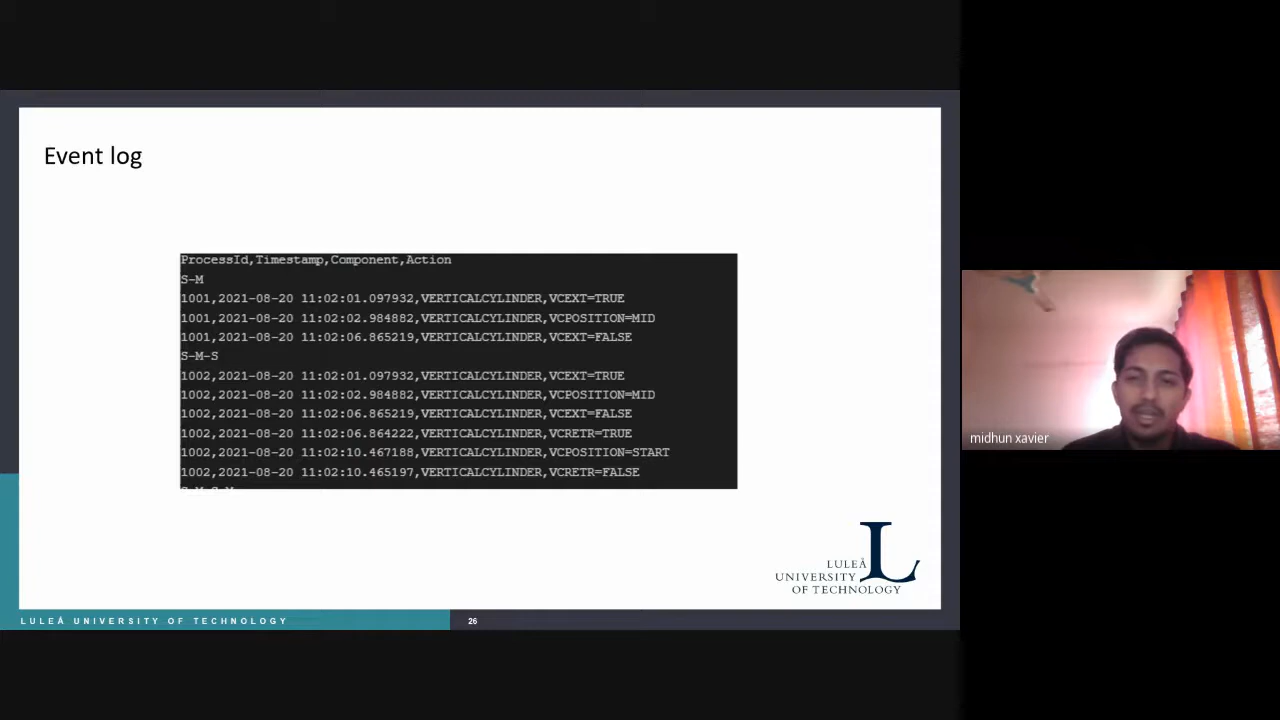 Event log
ProcessId,Timestamp,Component,Action
S-M
1001,2021-08-20 11:02:01.097932,VERTICALCYLINDER,VCEXT=TRUE
1001,2021-08-20 11:02:02.984882,VERTICALCYLINDER,VCPOSITION=MID
1001,2021-08-20 11:02:06.865219,VERTICALCYLINDER,VCEXT=FALSE
S-M-S
1002,2021-08-20 11:02:01.097932,VERTICALCYLINDER,VCEXT=TRUE
1002,2021-08-20 11:02:02.984882,VERTICALCYLINDER,VCPOSITION=MID
1002,2021-08-20 11:02:06.865219,VERTICALCYLINDER,VCEXT=FALSE
1002,2021-08-20 11:02:06.864222,VERTICALCYLINDER,VCRETR=TRUE
1002,2021-08-20 11:02:10.467188,VERTICALCYLINDER,VCPOSITION=START
1002,2021-08-20 11:02:10.465197,VERTICALCYLINDER,VCRETR=FALSE
L
LULEÅ
UNIVERSITY
OF TECHNOLOGY
LULEÅ UNIVERSITY OF TECHNOLOGY
26
midhun xavier